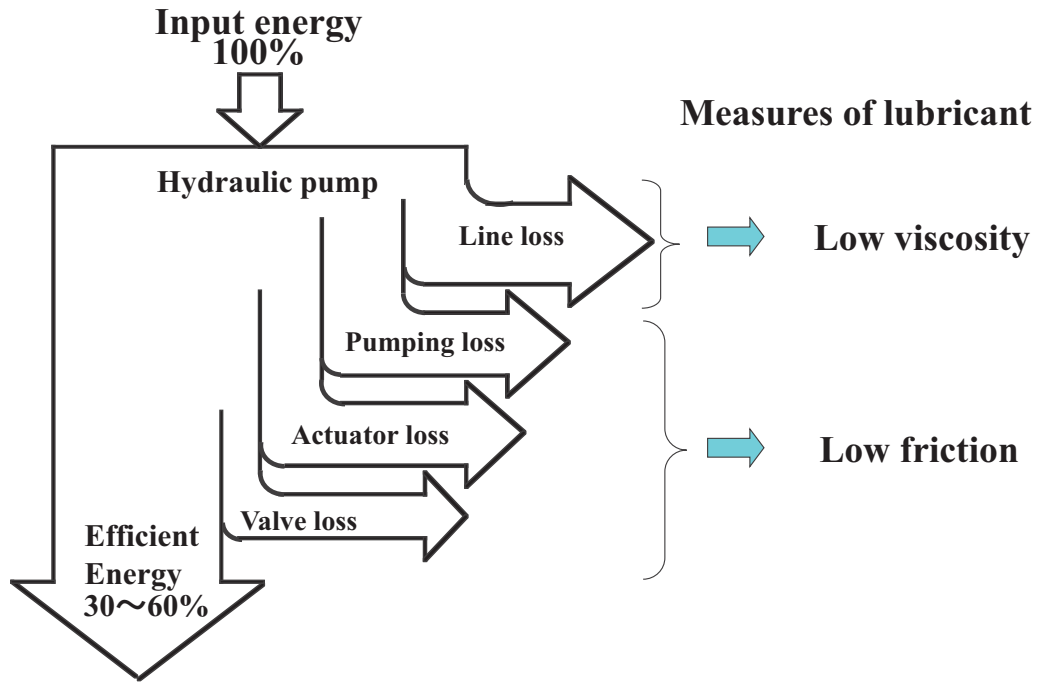 Input energy
100%
Measures of lubricant
Hydraulic pump
Line loss
Low viscosity
Pumping loss
Actuator loss
Low friction
Valve loss
Efficient
Energy
30～60%